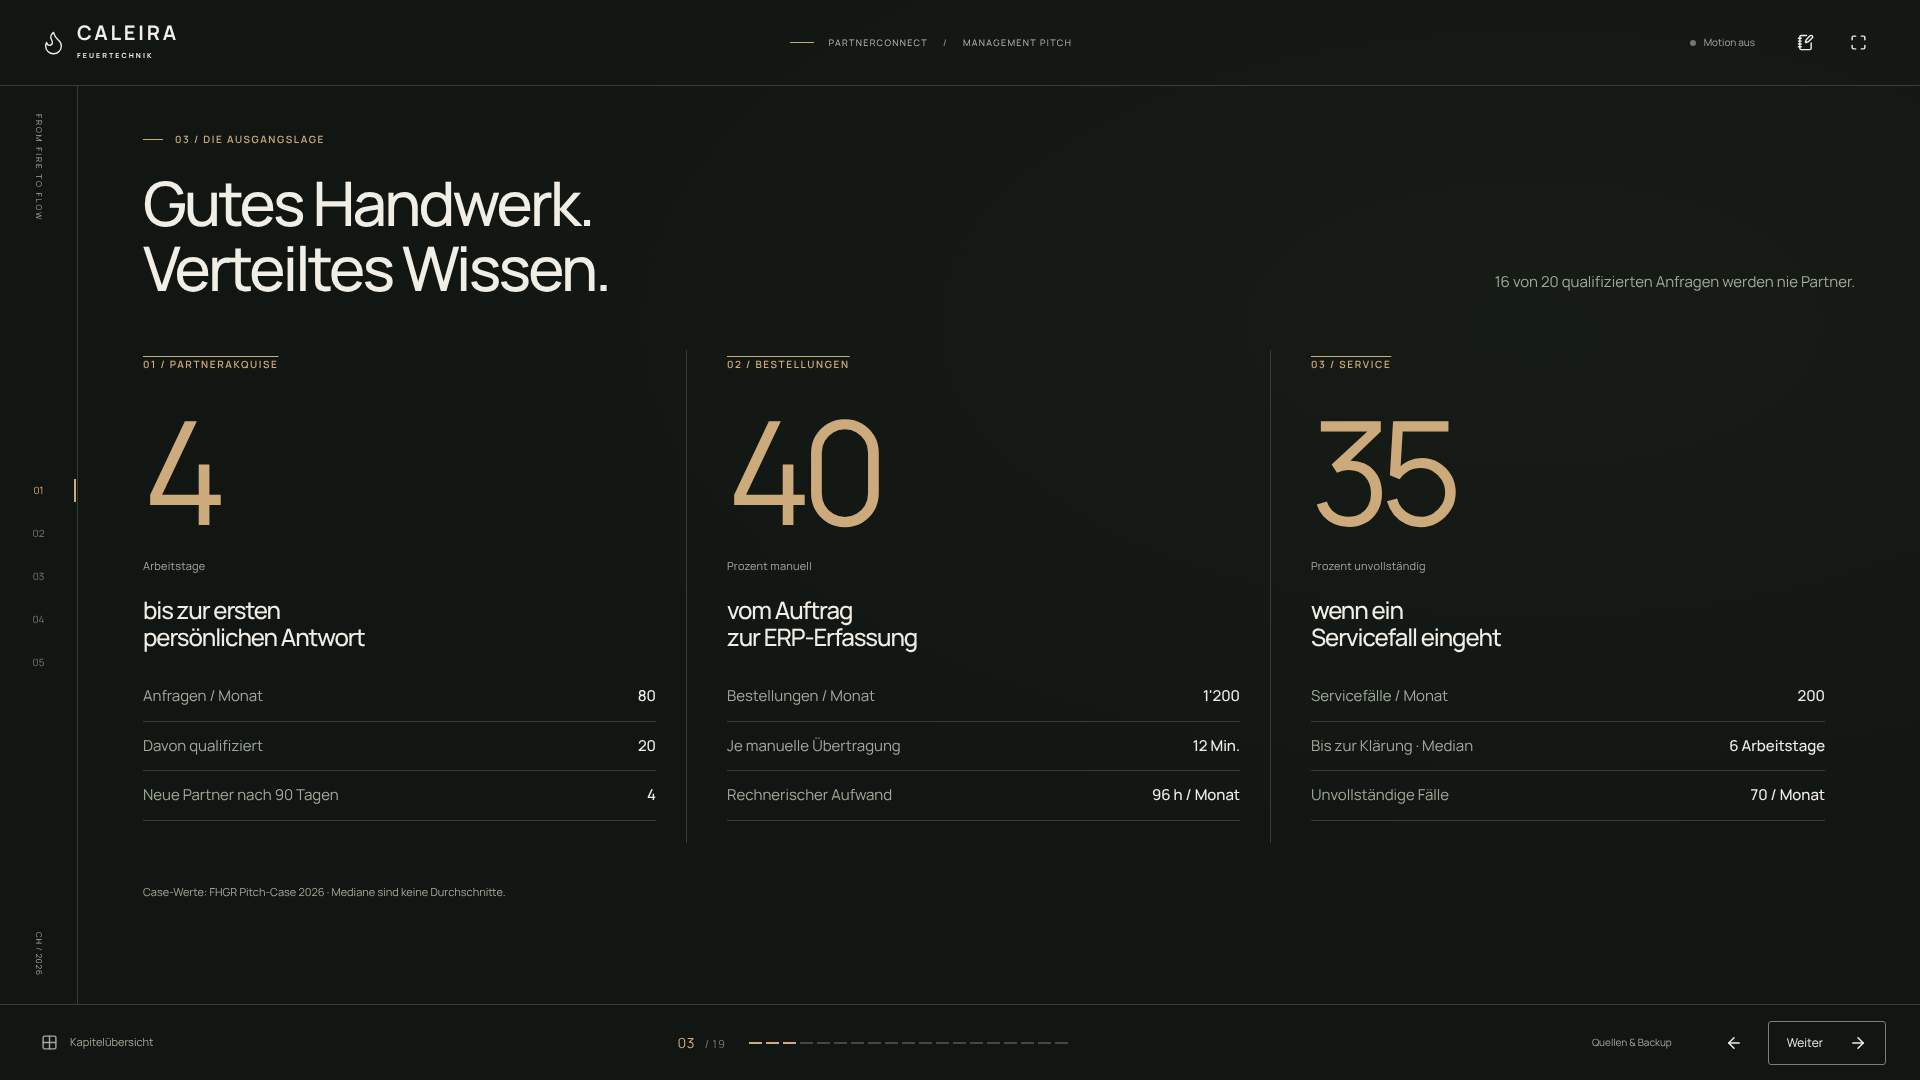 CALEIRA
FEUERTECHNIK
PARTNERCONNECT / MANAGEMENT PITCH
Motion aus
FROM FIRE TO FLOW
01
02
03
04
05
CH / 2026
03 / DIE AUSGANGSLAGE
Gutes Handwerk.
Verteiltes Wissen.
16 von 20 qualifizierten Anfragen werden nie Partner.
01 / PARTNERAKQUISE
4
Arbeitstage
bis zur ersten
persönlichen Antwort
Anfragen / Monat 80
Davon qualifiziert 20
Neue Partner nach 90 Tagen 4
02 / BESTELLUNGEN
40
Prozent manuell
vom Auftrag
zur ERP-Erfassung
Bestellungen / Monat 1'200
Je manuelle Übertragung 12 Min.
Rechnerischer Aufwand 96 h / Monat
03 / SERVICE
35
Prozent unvollständig
wenn ein
Servicefall eingeht
Servicefälle / Monat 200
Bis zur Klärung · Median 6 Arbeitstage
Unvollständige Fälle 70 / Monat
Case-Werte: FHGR Pitch-Case 2026 · Mediane sind keine Durchschnitte.
Kapitelübersicht
03 / 19
Quellen & Backup
Weiter